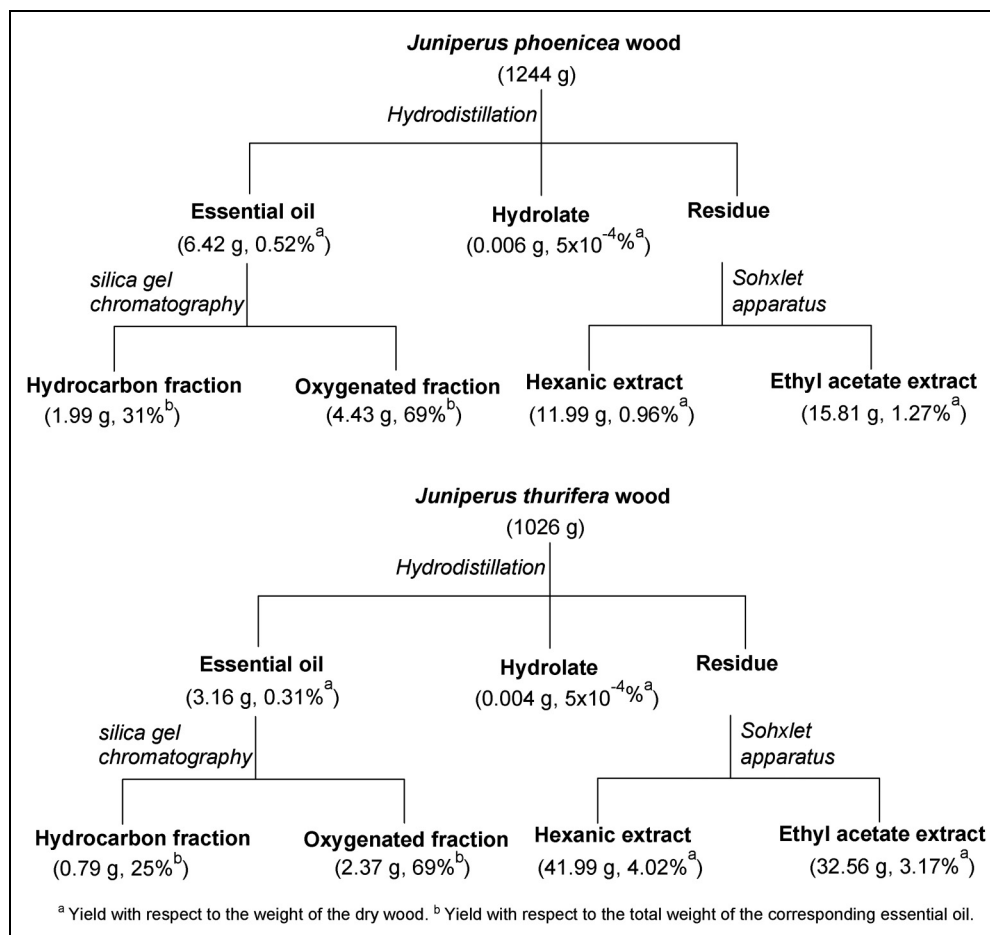 Juniperus phoenicea wood
(1244 g)
Hydrodistillation
Essential oil
(6.42 g, 0.52%a)
Hydrolate
(0.006 g, 5x10-4%a)
Residue
silica gel
chromatography
Sohxlet
apparatus
Hydrocarbon fraction
(1.99 g, 31%b)
Oxygenated fraction
(4.43 g, 69%b)
Hexanic extract
(11.99 g, 0.96%a)
Ethyl acetate extract
(15.81 g, 1.27%a)
Juniperus thurifera wood
(1026 g)
Hydrodistillation
Essential oil
(3.16 g, 0.31%a)
Hydrolate
(0.004 g, 5x10-4%a)
Residue
silica gel
chromatography
Sohxlet
apparatus
Hydrocarbon fraction
(0.79 g, 25%b)
Oxygenated fraction
(2.37 g, 69%b)
Hexanic extract
(41.99 g, 4.02%a)
Ethyl acetate extract
(32.56 g, 3.17%a)
a Yield with respect to the weight of the dry wood. b Yield with respect to the total weight of the corresponding essential oil.